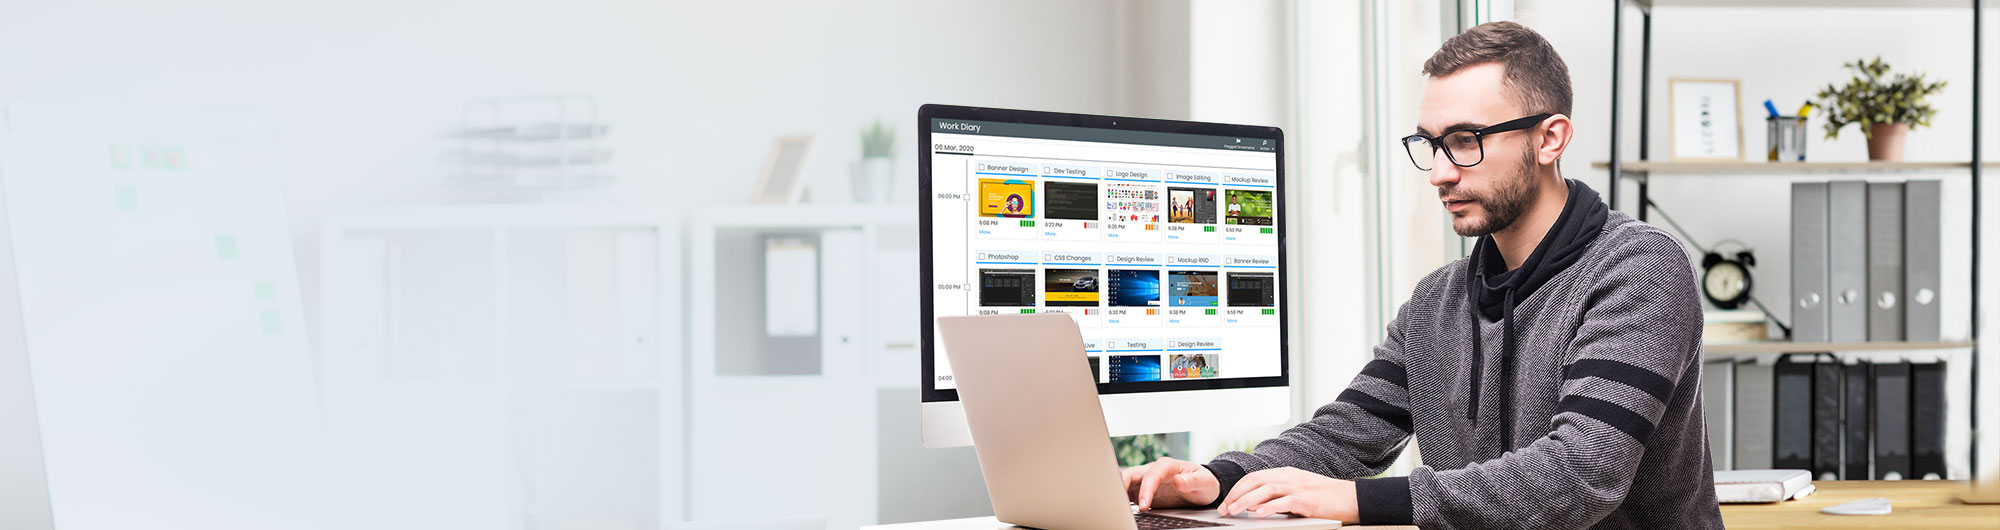 Work Diary
Flagged Screenshot
Action
06 Mar, 2020
Banner Design
Dev Testing
Logo Design
Image Editing
Mockup Review
06:00 PM
6:08 PM
6:22 PM
6:30 PM
6:38 PM
6:50 PM
More..
More..
More..
More..
More..
Photoshop
CSS Changes
Design Review
Mockup RND
Banner Review
05:00 PM
6:08 PM
6:30 PM
6:38 PM
6:50 PM
More..
More..
More..
Live
Testing
Design Review
04:00